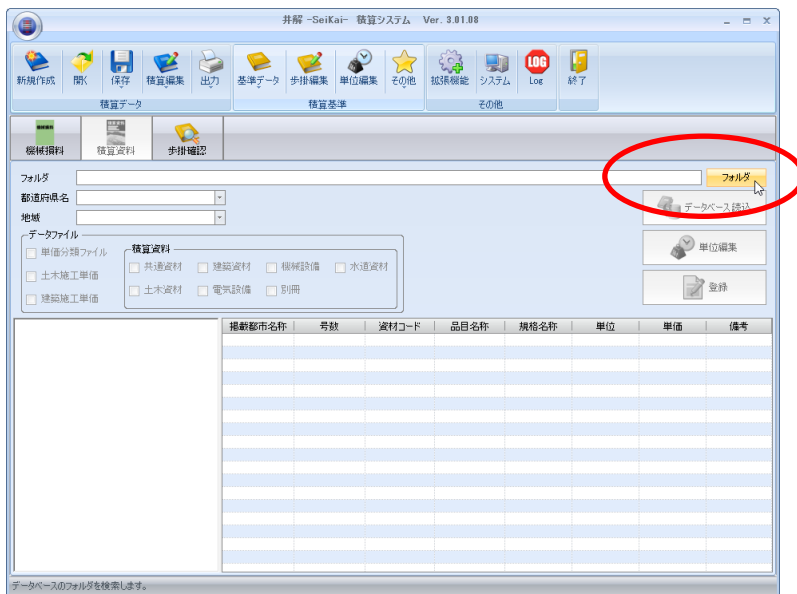 井解 -SeiKai- 積算システム Ver. 3.01.08
新規作成 開く 保存 積算編集 出力 基準データ 歩掛編集 単位編集 その他 拡張機能 システム Log 終了
LOG
積算データ 積算基準 その他
機械損料 積算資料 歩掛確認
フォルダ フォルダ
都道府県名 データベース読込
地域
データファイル
単価分類ファイル 積算資料 単位編集
共通資材 建築資材 機械設備 水道資材
土木施工単価
土木資材 電気設備 別冊 登録
建築施工単価
掲載都市名称 号数 資材コード 品目名称 規格名称 単位 単価 備考
データベースのフォルダを検索します。